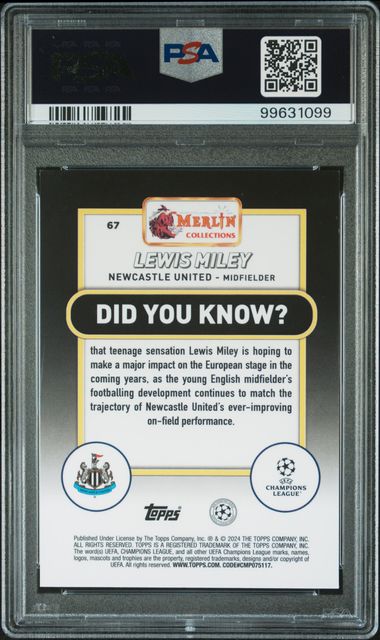 PSA
PSA
99631099
67
MERLIN
COLLECTIONS
LEWIS MILEY
NEWCASTLE UNITED - MIDFIELDER
DID YOU KNOW?
that teenage sensation Lewis Miley is hoping to
make a major impact on the European stage in the
coming years, as the young English midfielder's
footballing development continues to match the
trajectory of Newcastle United's ever-improving
on-field performance.
UEFA
CHAMPIONS
LEAGUE
Topps
Published Under License by The Topps Company, Inc. ® & © 2024 THE TOPPS COMPANY, INC.
ALL RIGHTS RESERVED. TOPPS IS A REGISTERED TRADEMARK OF THE TOPPS COMPANY, INC.
The word(s) UEFA, CHAMPIONS LEAGUE, and all other UEFA Champions League marks, names,
logos, mascots and trophies are the property, registered trademarks, designs and/or copyright of
UEFA. All rights reserved. WWW.TOPPS.COM. CODE#CMP075117.